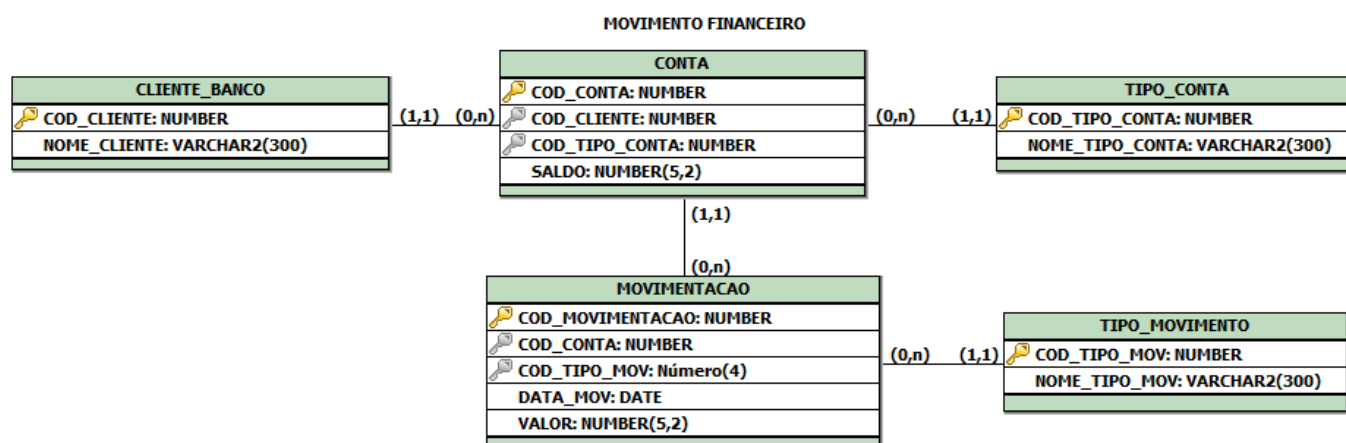 MOVIMENTO FINANCEIRO
CLIENTE_BANCO
COD_CLIENTE: NUMBER
NOME_CLIENTE: VARCHAR2(300)
(1,1) (0,n)
CONTA
COD_CONTA: NUMBER
COD_CLIENTE: NUMBER
COD_TIPO_CONTA: NUMBER
SALDO: NUMBER(5,2)
(0,n) (1,1)
TIPO_CONTA
COD_TIPO_CONTA: NUMBER
NOME_TIPO_CONTA: VARCHAR2(300)
(1,1)
(0,n)
MOVIMENTACAO
COD_MOVIMENTACAO: NUMBER
COD_CONTA: NUMBER
COD_TIPO_MOV: Número(4)
DATA_MOV: DATE
VALOR: NUMBER(5,2)
(0,n) (1,1)
TIPO_MOVIMENTO
COD_TIPO_MOV: NUMBER
NOME_TIPO_MOV: VARCHAR2(300)